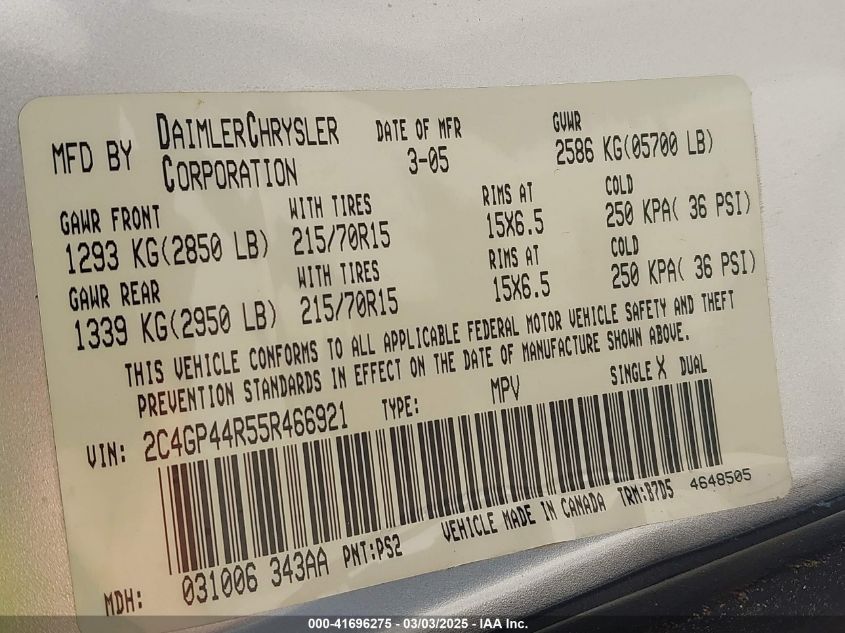 MFD BY DAIMLERCHRYSLER CORPORATION DATE OF MFR 3-05 GVWR 2586 KG(05700 LB)
GAWR FRONT WITH TIRES RIMS AT COLD
1293 KG(2850 LB) 215/70R15 15X6.5 250 KPA( 36 PSI)
GAWR REAR WITH TIRES RIMS AT COLD
1339 KG(2950 LB) 215/70R15 15X6.5 250 KPA( 36 PSI)
THIS VEHICLE CONFORMS TO ALL APPLICABLE FEDERAL MOTOR VEHICLE SAFETY AND THEFT
PREVENTION STANDARDS IN EFFECT ON THE DATE OF MANUFACTURE SHOWN ABOVE.
VIN: 2C4GP44R55R466921 TYPE: MPV SINGLE X DUAL
MDH: 031006 343AA PNT:PS2 VEHICLE MADE IN CANADA TRM:B7D5 4648505
000-41696275 - 03/03/2025 - IAA Inc.